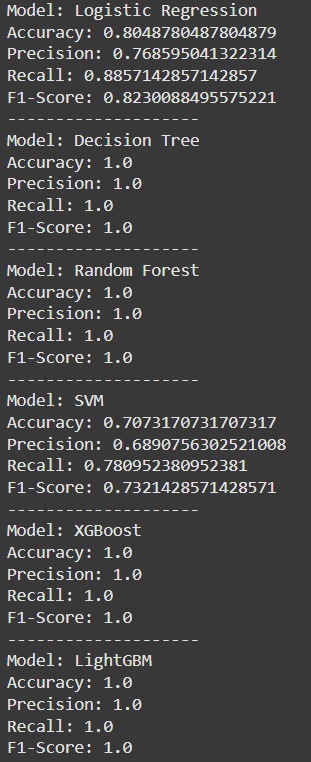 Model: Logistic Regression
Accuracy: 0.8048780487804879
Precision: 0.768595041322314
Recall: 0.8857142857142857
F1-Score: 0.8230088495575221
--------------------
Model: Decision Tree
Accuracy: 1.0
Precision: 1.0
Recall: 1.0
F1-Score: 1.0
--------------------
Model: Random Forest
Accuracy: 1.0
Precision: 1.0
Recall: 1.0
F1-Score: 1.0
--------------------
Model: SVM
Accuracy: 0.7073170731707317
Precision: 0.6890756302521008
Recall: 0.780952380952381
F1-Score: 0.7321428571428571
--------------------
Model: XGBoost
Accuracy: 1.0
Precision: 1.0
Recall: 1.0
F1-Score: 1.0
--------------------
Model: LightGBM
Accuracy: 1.0
Precision: 1.0
Recall: 1.0
F1-Score: 1.0